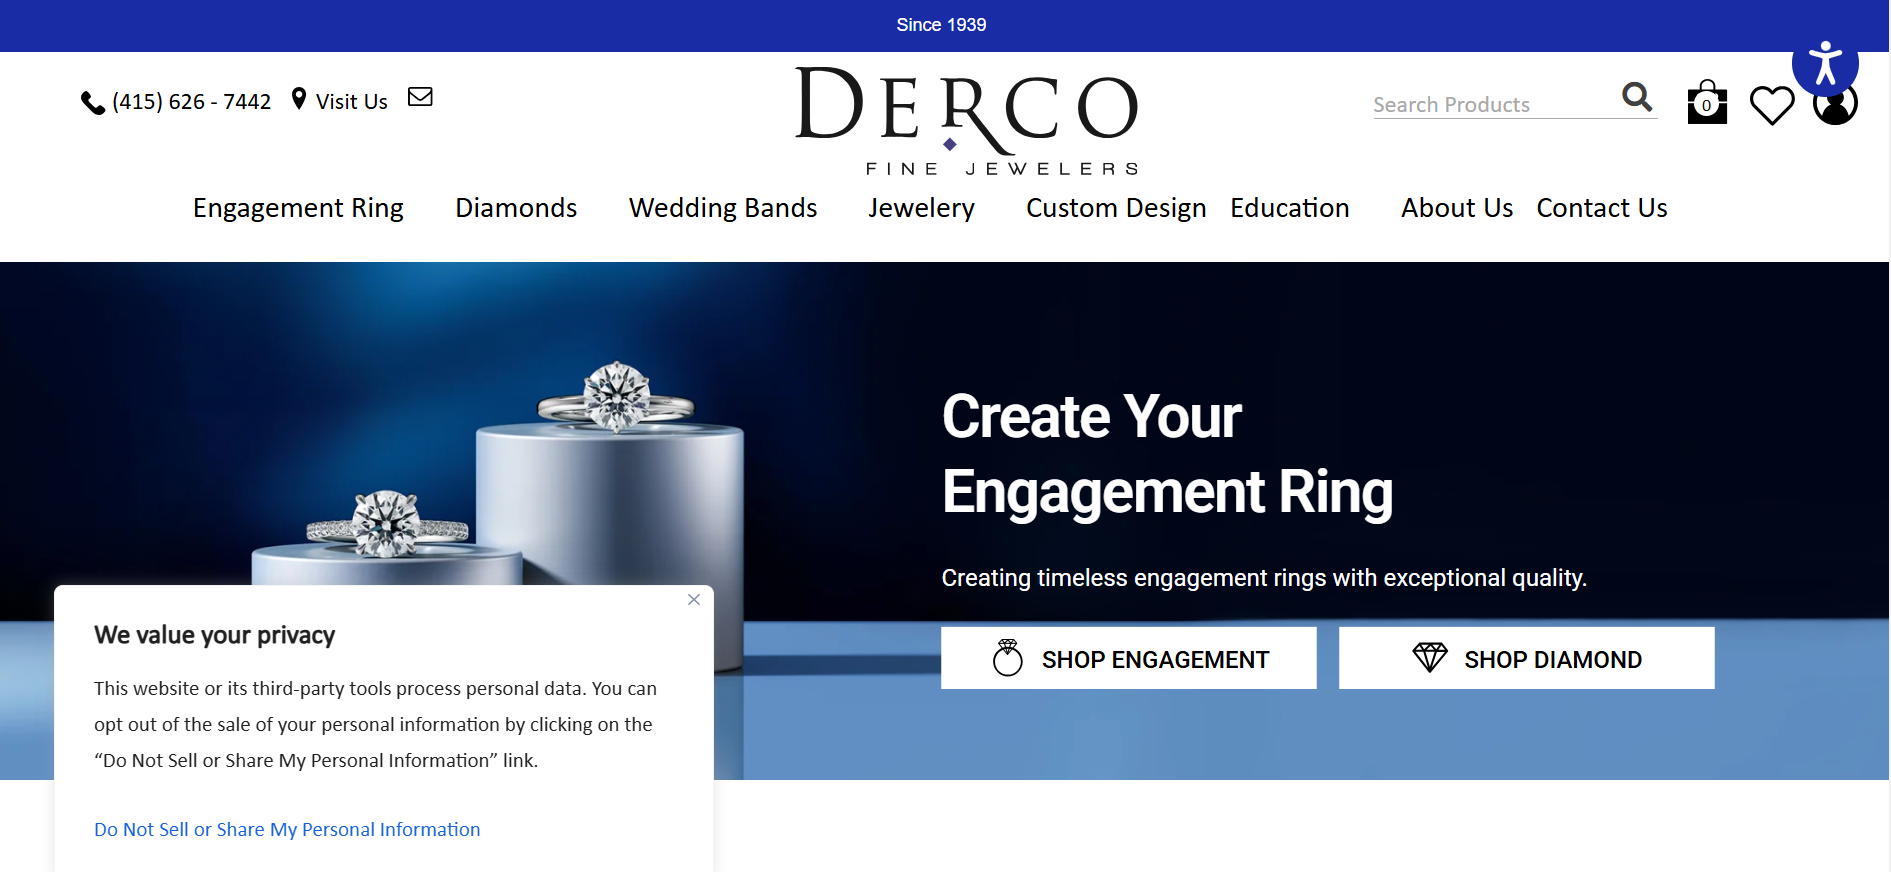 Since 1939
(415) 626 - 7442
Visit Us
DERCO
FINE JEWELERS
Search Products
0
Engagement Ring
Diamonds
Wedding Bands
Jewelery
Custom Design
Education
About Us
Contact Us
Create Your
Engagement Ring
Creating timeless engagement rings with exceptional quality.
SHOP ENGAGEMENT
SHOP DIAMOND
We value your privacy
This website or its third-party tools process personal data. You can
opt out of the sale of your personal information by clicking on the
“Do Not Sell or Share My Personal Information” link.
Do Not Sell or Share My Personal Information